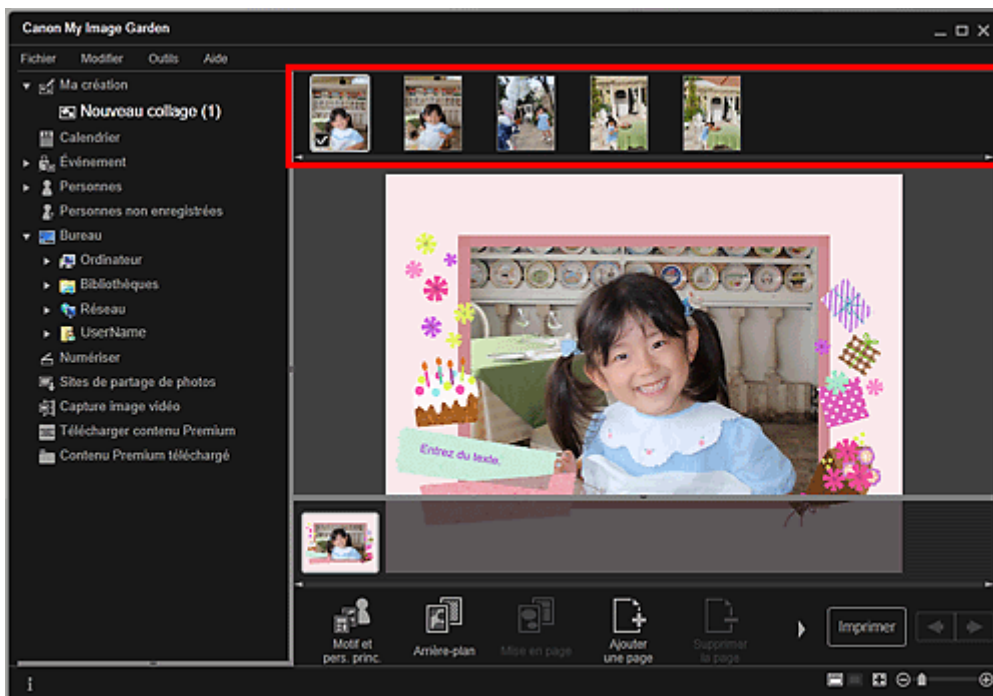 Canon My Image Garden
Fichier Modifier Outils Aide
Ma création
Nouveau collage (1)
Calendrier
Événement
Personnes
Personnes non enregistrées
Bureau
Ordinateur
Bibliothèques
Réseau
UserName
Numériser
Sites de partage de photos
Capture image vidéo
Télécharger contenu Premium
Contenu Premium téléchargé
Entrez du texte.
Motif et
pers. princ.
Arrière-plan
Mise en page
Ajouter
une page
Supprimer
la page
Imprimer